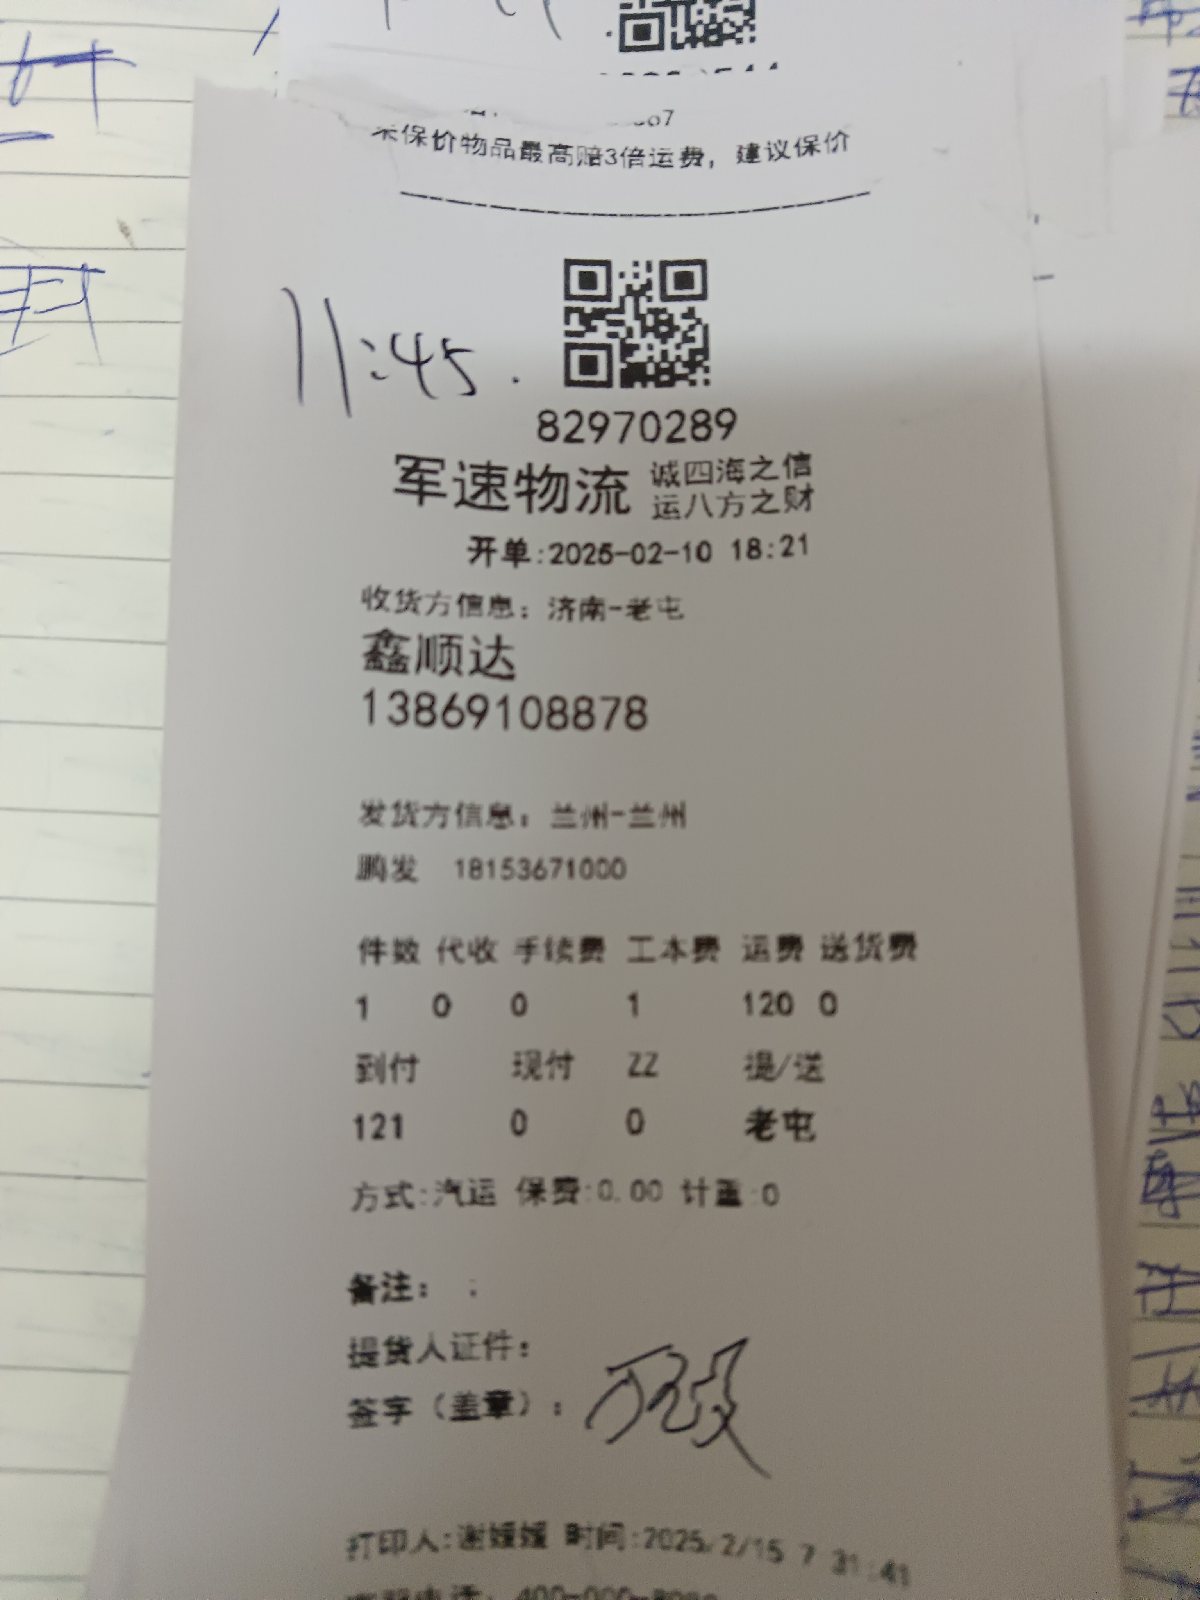 保价物品最高赔3倍运费，建议保价
11:45.
82970289
军速物流 诚四海之信
运八方之财
开单:2025-02-10 18:21
收货方信息：济南-老屯
鑫顺达
13869108878
发货方信息：兰州-兰州
鹏发 18153671000
件数 代收 手续费 工本费 运费 送货费
1 0 0 1 120 0
到付 现付 ZZ 提/送
121 0 0 老屯
方式:汽运 保费:0.00 计重:0
备注： ;
提货人证件：
签字（盖章）：
打印人:谢媛媛 时间:2025/2/15 7 31:41